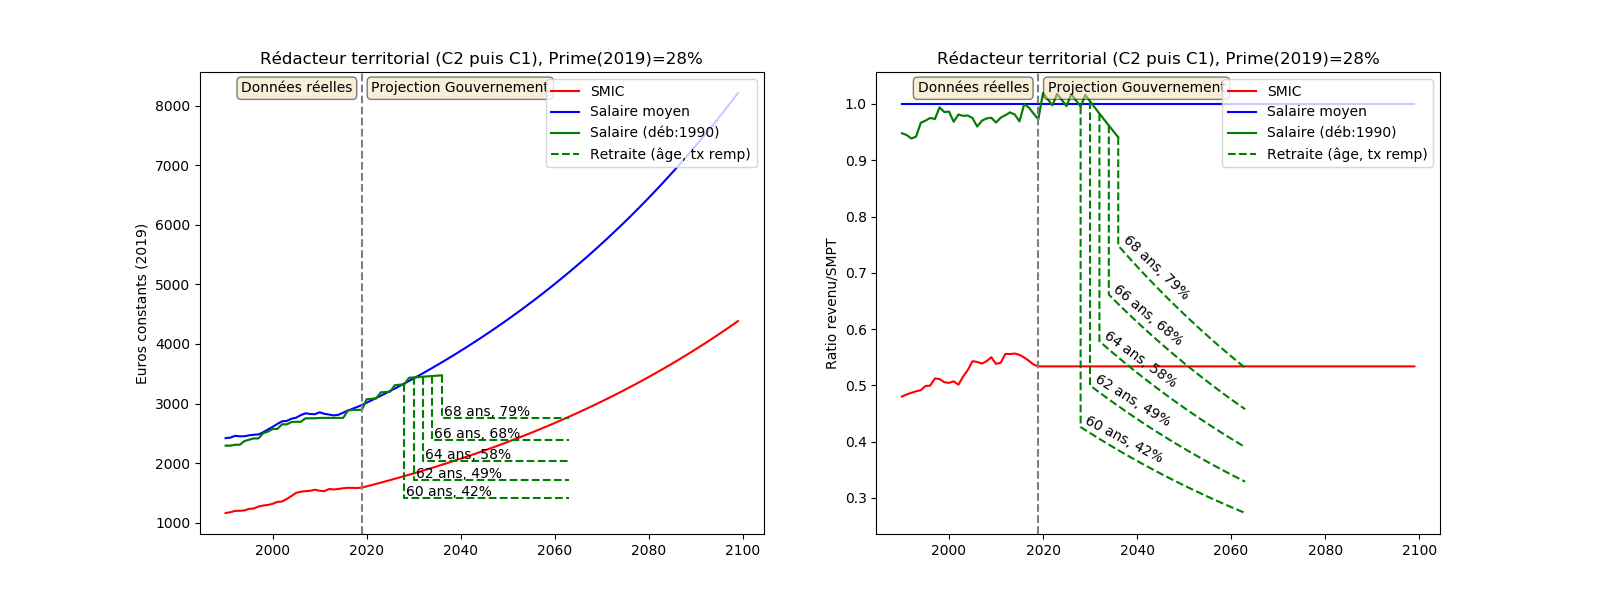 Rédacteur territorial (C2 puis C1), Prime(2019)=28%
Données réelles
Projection Gouvernement
SMIC
Salaire moyen
Salaire (déb:1990)
Retraite (âge, tx remp)
Euros constants (2019)
8000
7000
6000
5000
4000
3000
2000
1000
68 ans, 79%
66 ans, 68%
64 ans, 58%
62 ans, 49%
60 ans, 42%
2000
2020
2040
2060
2080
2100
Rédacteur territorial (C2 puis C1), Prime(2019)=28%
Données réelles
Projection Gouvernement
SMIC
Salaire moyen
Salaire (déb:1990)
Retraite (âge, tx remp)
Ratio revenu/SMPT
1.0
0.9
0.8
0.7
0.6
0.5
0.4
0.3
68 ans, 79%
66 ans, 68%
64 ans, 58%
62 ans, 49%
60 ans, 42%
2000
2020
2040
2060
2080
2100